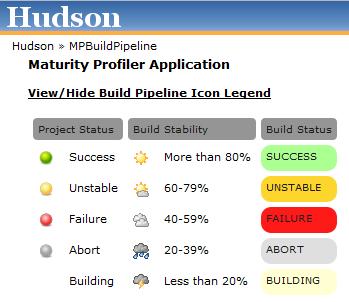 Hudson
Hudson » MPBuildPipeline
Maturity Profiler Application
View/Hide Build Pipeline Icon Legend
Project Status Build Stability Build Status
Success More than 80% SUCCESS
Unstable 60-79% UNSTABLE
Failure 40-59% FAILURE
Abort 20-39% ABORT
Building Less than 20% BUILDING